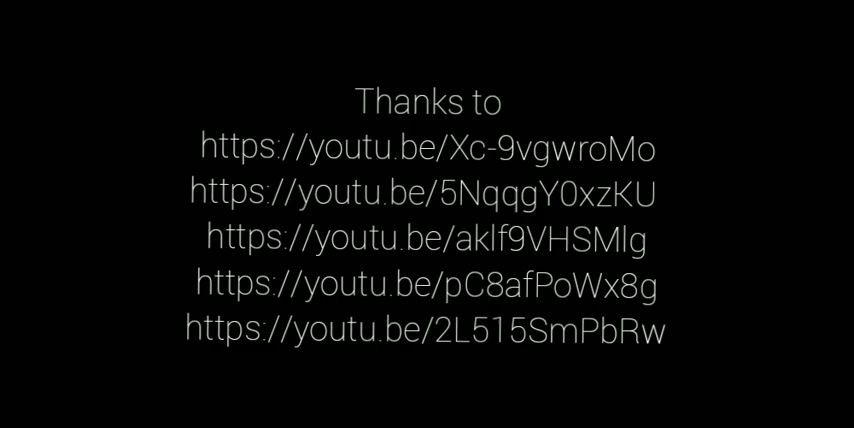 Thanks to
https://youtu.be/Xc-9vgwroMo
https://youtu.be/5NqqgY0xzKU
https://youtu.be/aklf9VHSMlg
https://youtu.be/pC8afPoWx8g
https://youtu.be/2L515SmPbRw